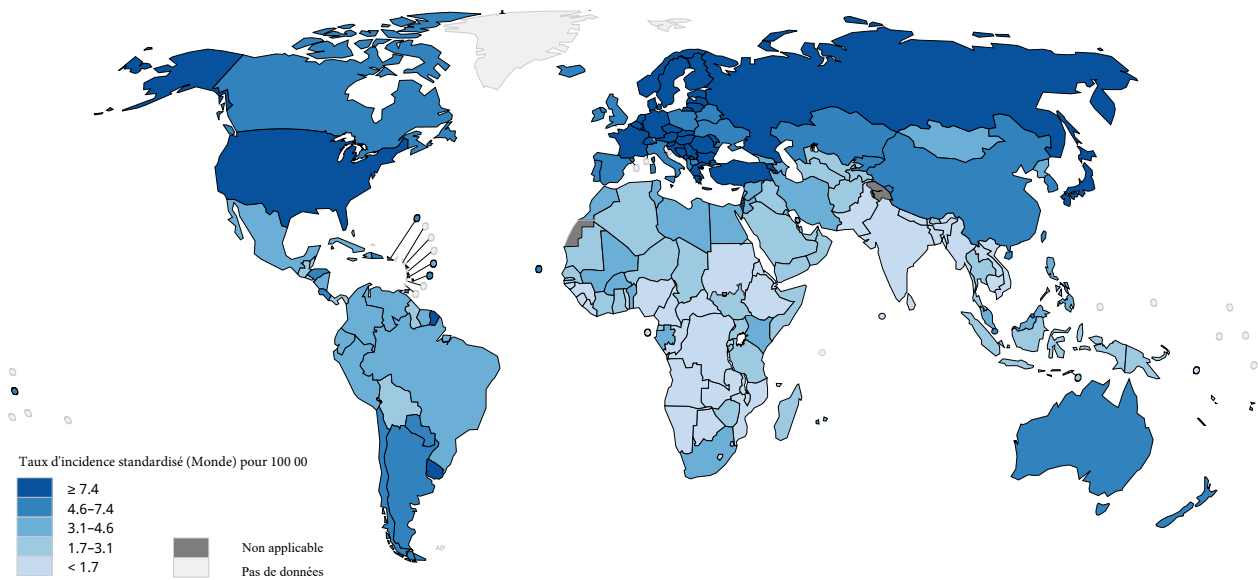 Taux d'incidence standardisé (Monde) pour 100 00
≥ 7.4
4.6–7.4
3.1–4.6
1.7–3.1
< 1.7
Non applicable
Pas de données